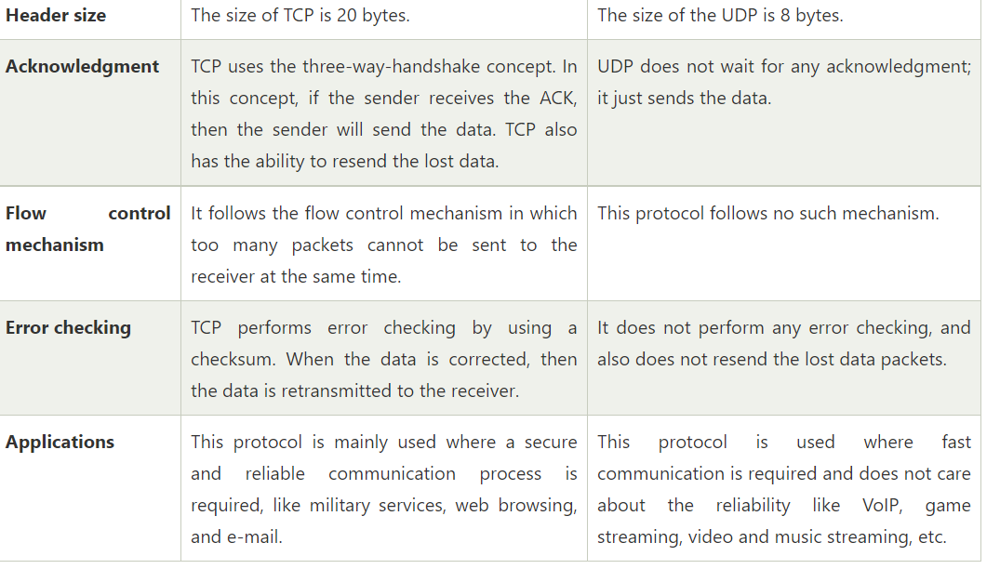 Header size
The size of TCP is 20 bytes.
The size of the UDP is 8 bytes.
Acknowledgment
TCP uses the three-way-handshake concept. In
this concept, if the sender receives the ACK,
then the sender will send the data. TCP also
has the ability to resend the lost data.
UDP does not wait for any acknowledgment;
it just sends the data.
Flow control
mechanism
It follows the flow control mechanism in which
too many packets cannot be sent to the
receiver at the same time.
This protocol follows no such mechanism.
Error checking
TCP performs error checking by using a
checksum. When the data is corrected, then
the data is retransmitted to the receiver.
It does not perform any error checking, and
also does not resend the lost data packets.
Applications
This protocol is mainly used where a secure
and reliable communication process is
required, like military services, web browsing,
and e-mail.
This protocol is used where fast
communication is required and does not care
about the reliability like VoIP, game
streaming, video and music streaming, etc.